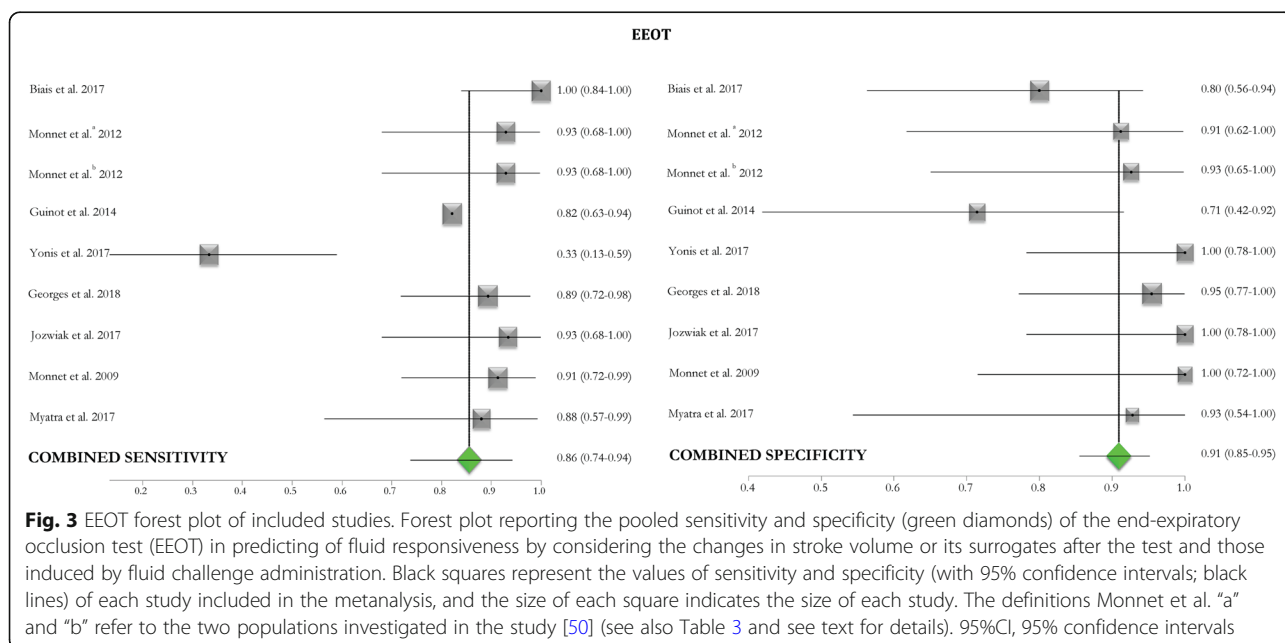 EEOT
Biais et al. 2017 1.00 (0.84-1.00)
Monnet et al.ᵃ 2012 0.93 (0.68-1.00)
Monnet et al.ᵇ 2012 0.93 (0.68-1.00)
Guinot et al. 2014 0.82 (0.63-0.94)
Yonis et al. 2017 0.33 (0.13-0.59)
Georges et al. 2018 0.89 (0.72-0.98)
Jozwiak et al. 2017 0.93 (0.68-1.00)
Monnet et al. 2009 0.91 (0.72-0.99)
Myatra et al. 2017 0.88 (0.57-0.99)
COMBINED SENSITIVITY 0.86 (0.74-0.94)
0.2 0.3 0.4 0.5 0.6 0.7 0.8 0.9 1.0
Biais et al. 2017 0.80 (0.56-0.94)
Monnet et al.ᵃ 2012 0.91 (0.62-1.00)
Monnet et al.ᵇ 2012 0.93 (0.65-1.00)
Guinot et al. 2014 0.71 (0.42-0.92)
Yonis et al. 2017 1.00 (0.78-1.00)
Georges et al. 2018 0.95 (0.77-1.00)
Jozwiak et al. 2017 1.00 (0.78-1.00)
Monnet et al. 2009 1.00 (0.72-1.00)
Myatra et al. 2017 0.93 (0.54-1.00)
COMBINED SPECIFICITY 0.91 (0.85-0.95)
0.4 0.5 0.6 0.7 0.8 0.9 1.0
Fig. 3 EEOT forest plot of included studies. Forest plot reporting the pooled sensitivity and specificity (green diamonds) of the end-expiratory
occlusion test (EEOT) in predicting of fluid responsiveness by considering the changes in stroke volume or its surrogates after the test and those
induced by fluid challenge administration. Black squares represent the values of sensitivity and specificity (with 95% confidence intervals; black
lines) of each study included in the metanalysis, and the size of each square indicates the size of each study. The definitions Monnet et al. “a”
and “b” refer to the two populations investigated in the study [50] (see also Table 3 and see text for details). 95%CI, 95% confidence intervals